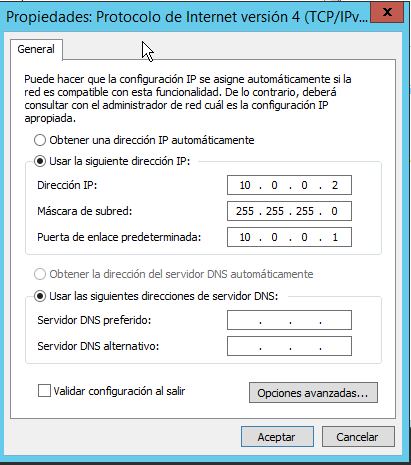 Propiedades: Protocolo de Internet versión 4 (TCP/IPv... x
General
Puede hacer que la configuración IP se asigne automáticamente si la
red es compatible con esta funcionalidad. De lo contrario, deberá
consultar con el administrador de red cuál es la configuración IP
apropiada.
Obtener una dirección IP automáticamente
Usar la siguiente dirección IP:
Dirección IP: 10 . 0 . 0 . 2
Máscara de subred: 255 . 255 . 255 . 0
Puerta de enlace predeterminada: 10 . 0 . 0 . 1
Obtener la dirección del servidor DNS automáticamente
Usar las siguientes direcciones de servidor DNS:
Servidor DNS preferido: . . .
Servidor DNS alternativo: . . .
Validar configuración al salir
Opciones avanzadas...
Aceptar Cancelar